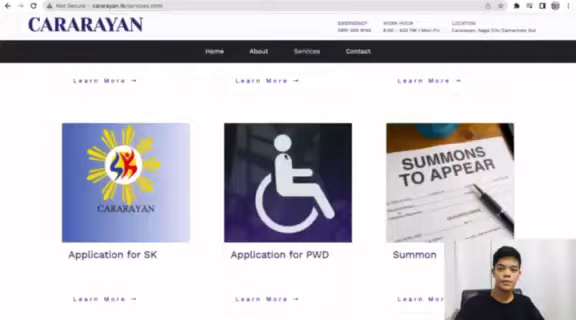 Not Secure
cararayan.tk/services.html
CARARAYAN
EMERGENCY
WORK HOUR
LOCATION
Cararayan, Naga City Camarines Sur
Home
About
Services
Contact
Learn More →
Learn More →
Learn More →
CARARAYAN
SUMMONS
TO APPEAR
Application for SK
Application for PWD
Summon
Learn More →
Learn More →
Learn Mor